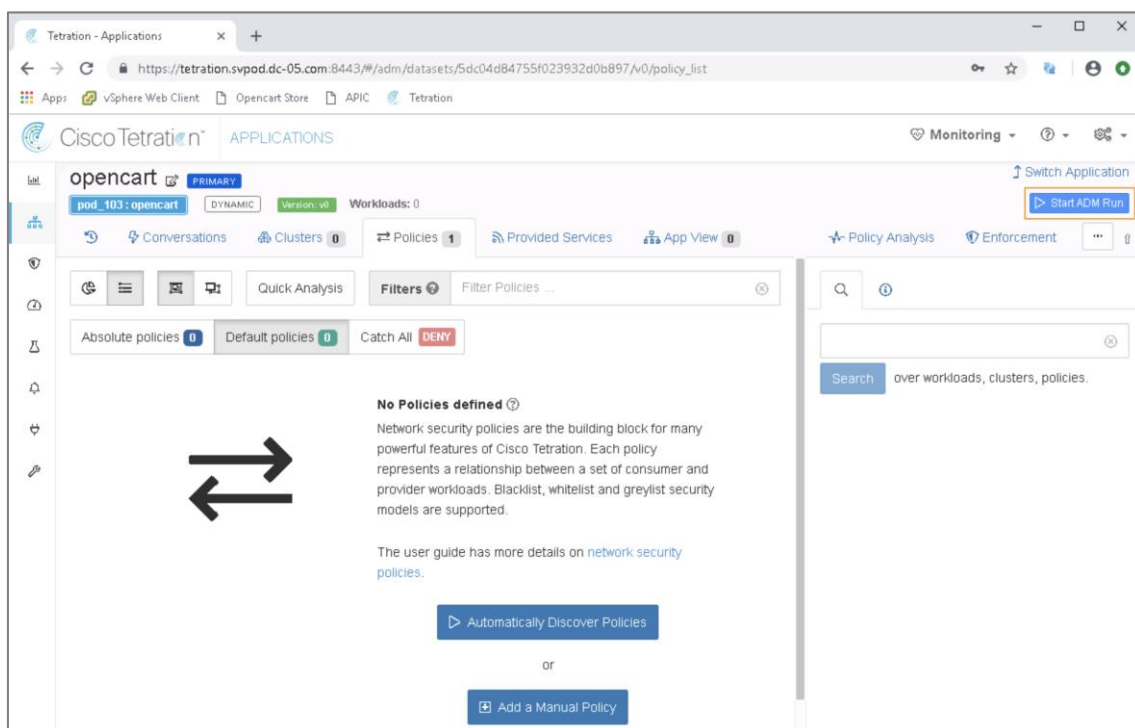 Tetration - Applications
https://tetration.svpod.dc-05.com:8443/#/adm/datasets/5dc04d84755f023932d0b897/v0/policy_list
Apps vSphere Web Client Opencart Store APIC Tetration
Cisco Tetration™ APPLICATIONS Monitoring
opencart PRIMARY Switch Application
pod_103 : opencart DYNAMIC Version: v0 Workloads: 0 Start ADM Run
Conversations Clusters 0 Policies 1 Provided Services App View 0 Policy Analysis Enforcement ...
Quick Analysis Filters Filter Policies ...
Absolute policies 0 Default policies 0 Catch All DENY
Search over workloads, clusters, policies.
No Policies defined
Network security policies are the building block for many
powerful features of Cisco Tetration. Each policy
represents a relationship between a set of consumer and
provider workloads. Blacklist, whitelist and greylist security
models are supported.
The user guide has more details on network security
policies.
Automatically Discover Policies
or
Add a Manual Policy